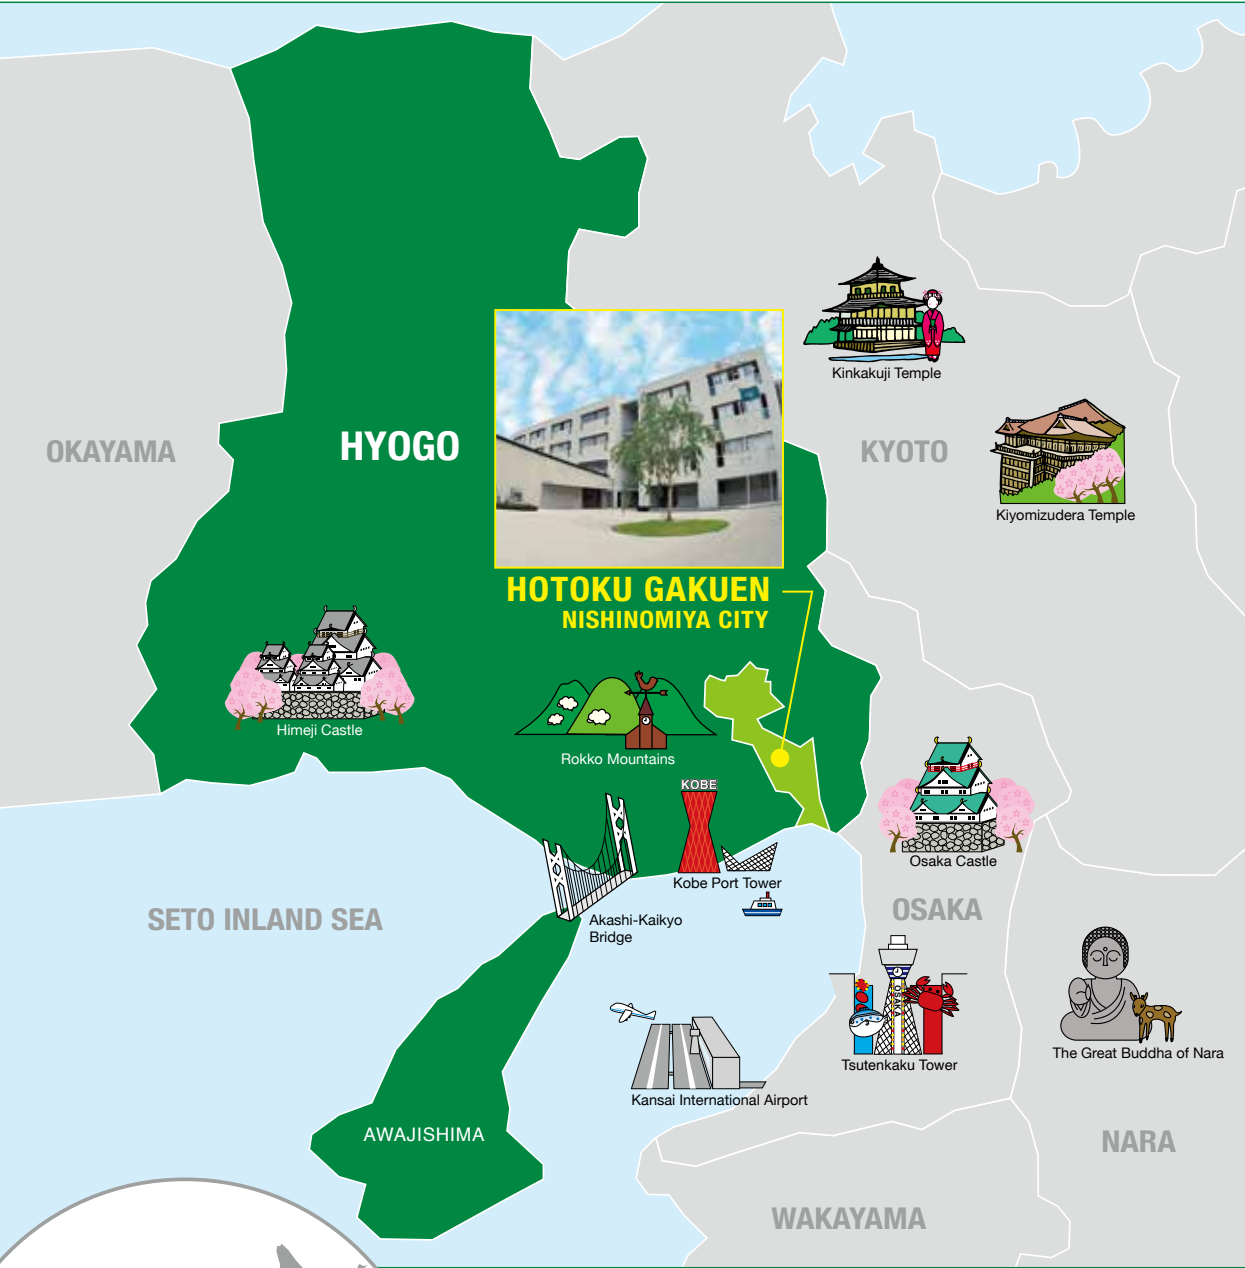 Kinkakuji Temple
OKAYAMA
HYOGO
KYOTO
Kiyomizudera Temple
HOTOKU GAKUEN
NISHINOMIYA CITY
Himeji Castle
Rokko Mountains
KOBE
Kobe Port Tower
Osaka Castle
SETO INLAND SEA
Akashi-Kaikyo
Bridge
OSAKA
OSAKA
Tsutenkaku Tower
The Great Buddha of Nara
Kansai International Airport
AWAJISHIMA
NARA
WAKAYAMA